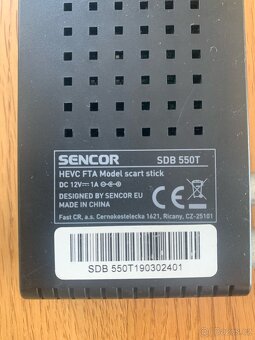 SENCOR SDB 550T
HEVC FTA Model scart stick
DC 12V⎓1A
DESIGNED BY SENCOR EU
MADE IN CHINA
CE
Fast CR, a.s. Cernokostelecka 1621, Ricany, CZ-25101
SDB 550T190302401